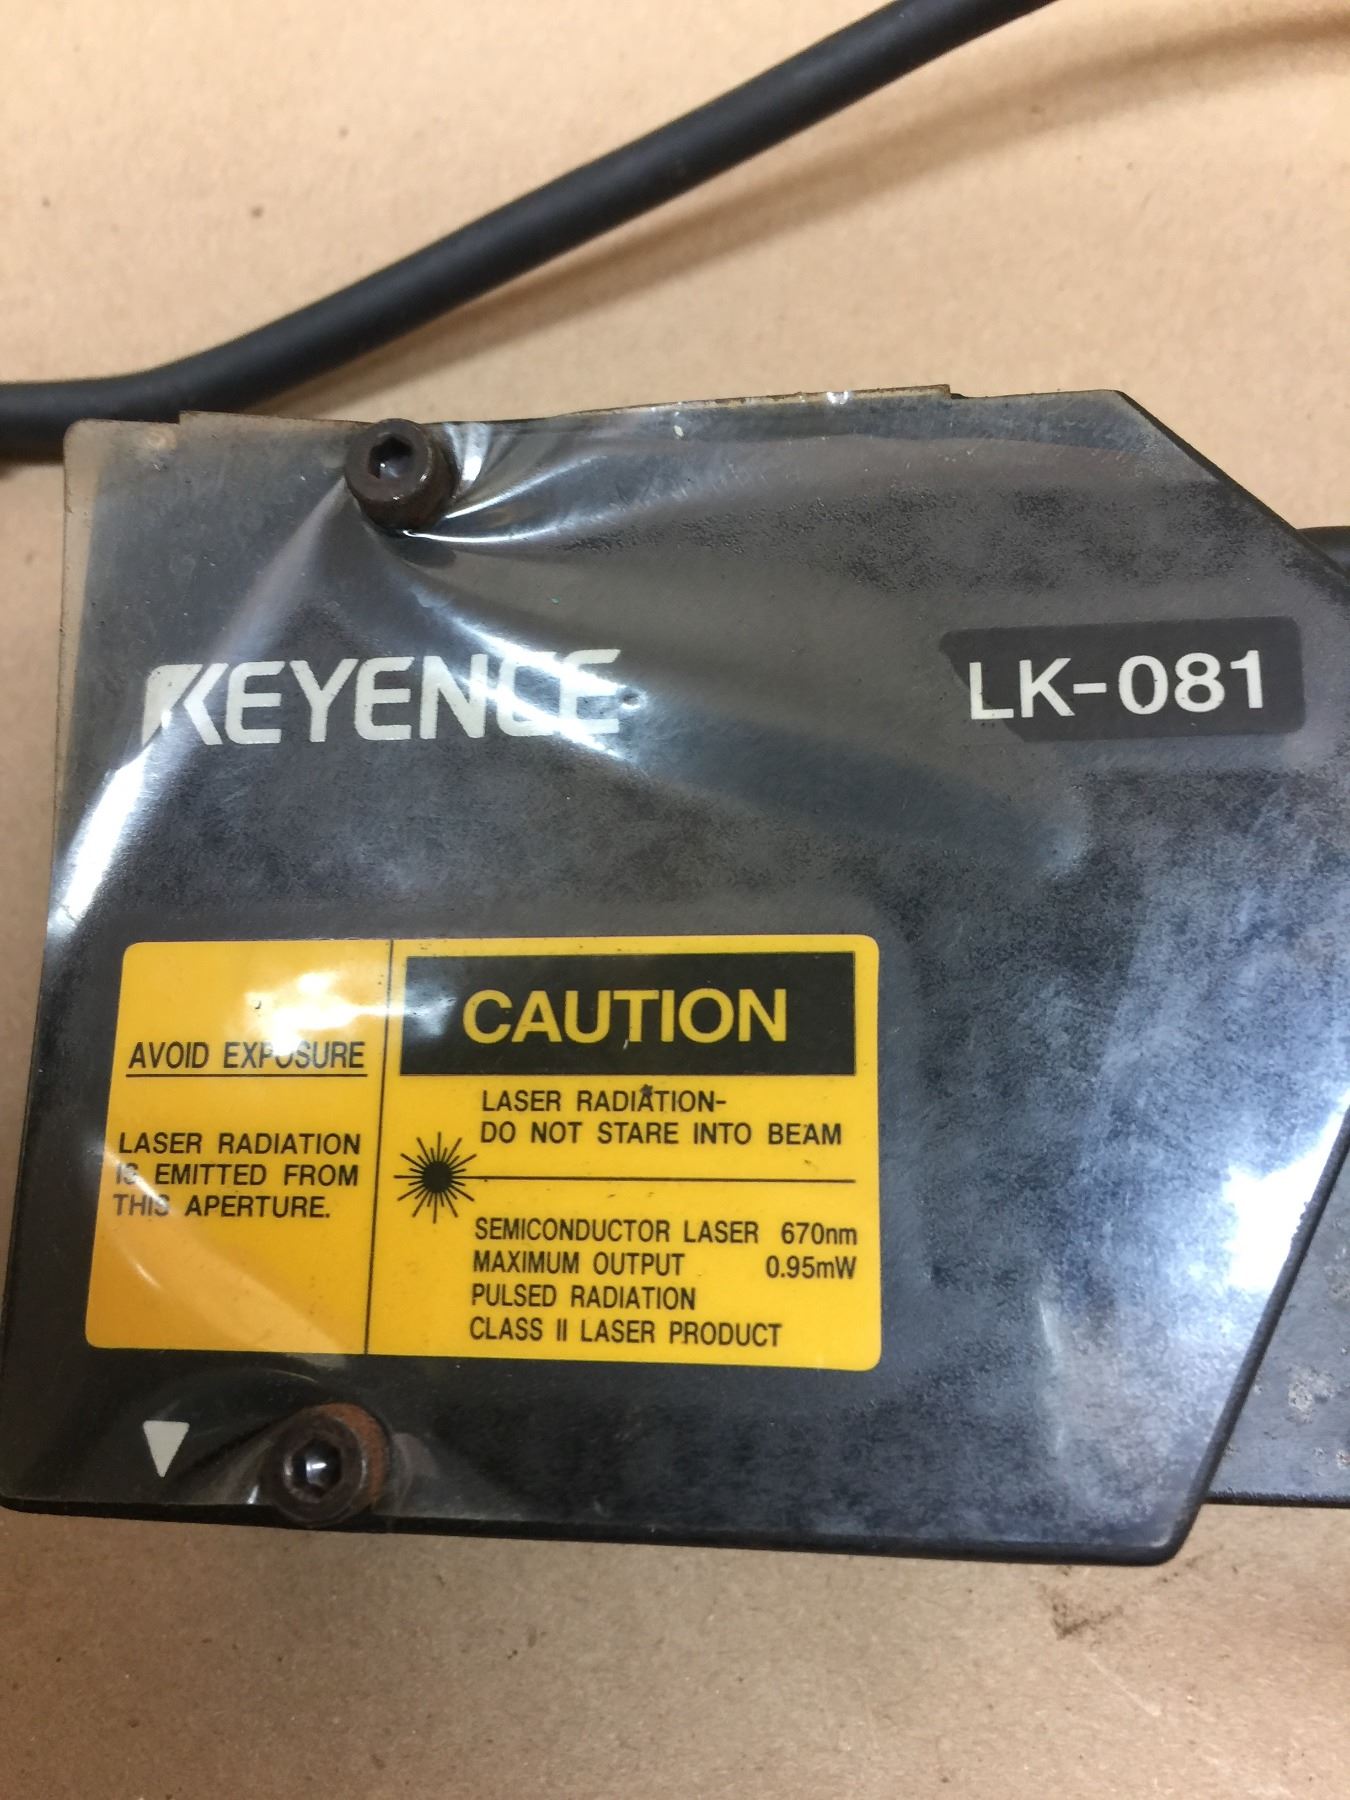 KEYENCE
LK-081
AVOID EXPOSURE
LASER RADIATION
IS EMITTED FROM
THIS APERTURE.
CAUTION
LASER RADIATION-
DO NOT STARE INTO BEAM
SEMICONDUCTOR LASER 670nm
MAXIMUM OUTPUT 0.95mW
PULSED RADIATION
CLASS II LASER PRODUCT